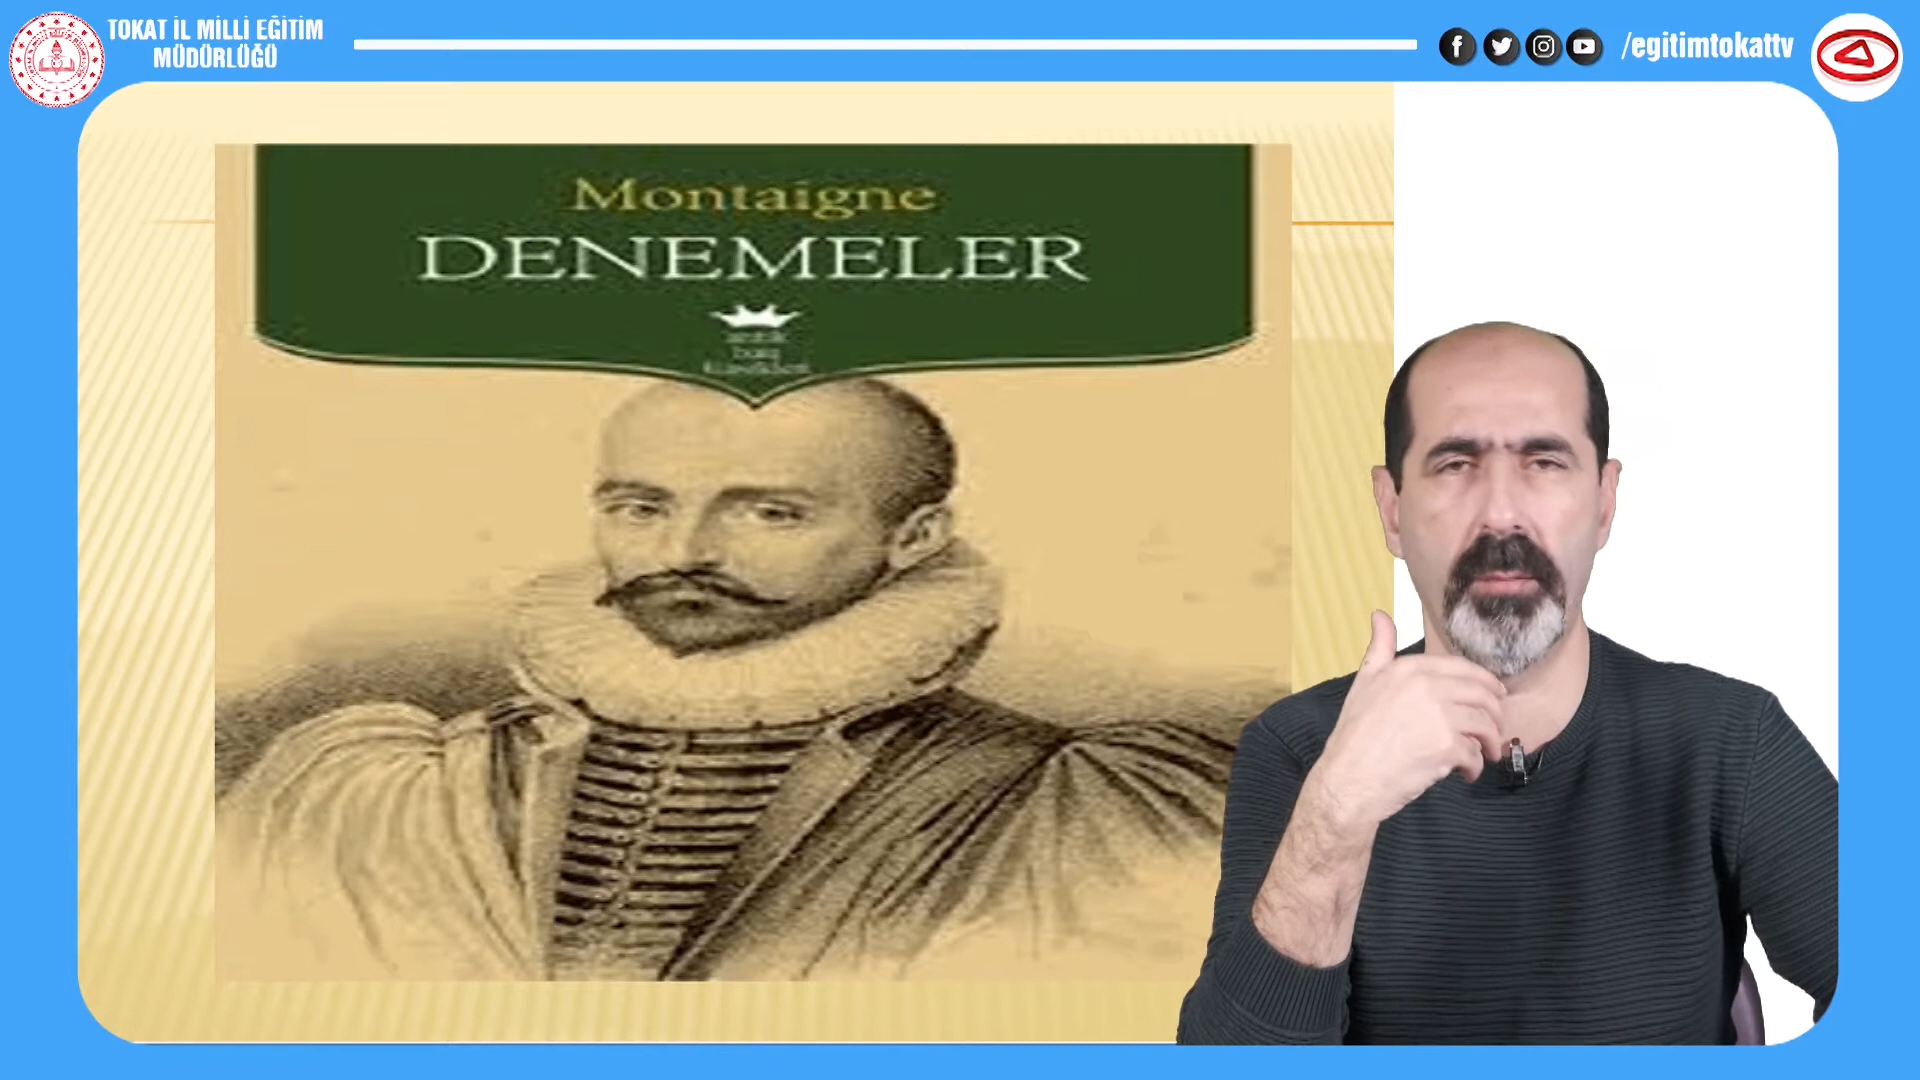 TOKAT İL MİLLİ EĞİTİM
MÜDÜRLÜĞÜ
/egitimtokattv
Montaigne
DENEMELER